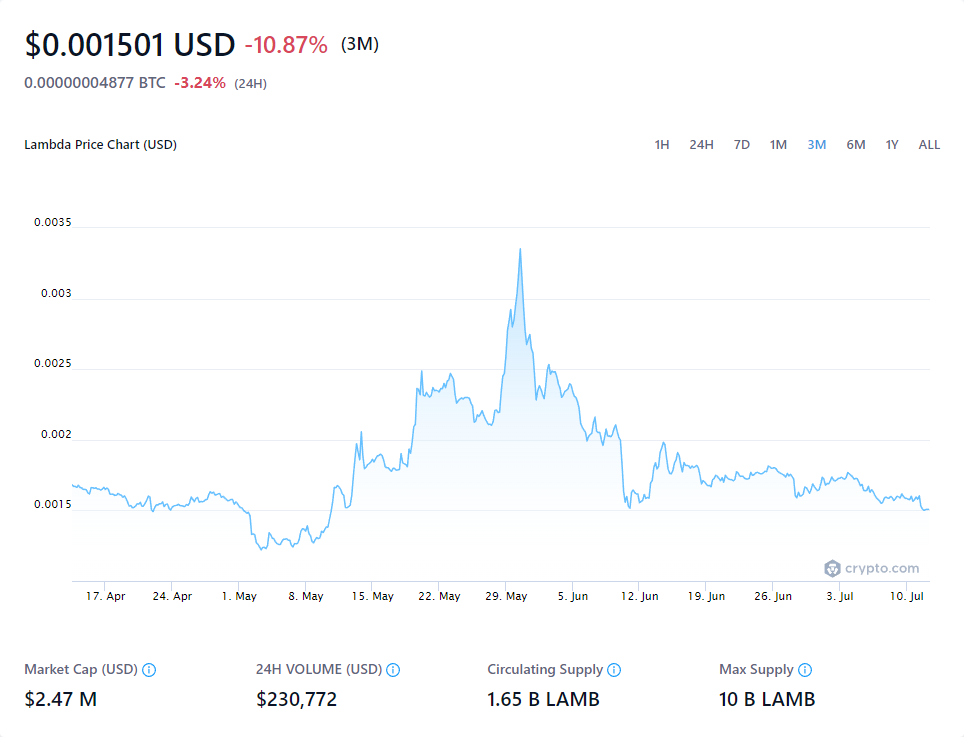 $0.001501 USD -10.87% (3M)
0.00000004877 BTC -3.24% (24H)
Lambda Price Chart (USD)
1H 24H 7D 1M 3M 6M 1Y ALL
0.0035
0.003
0.0025
0.002
0.0015
crypto.com
17. Apr 24. Apr 1. May 8. May 15. May 22. May 29. May 5. Jun 12. Jun 19. Jun 26. Jun 3. Jul 10. Jul
Market Cap (USD) 24H VOLUME (USD) Circulating Supply Max Supply
$2.47 M $230,772 1.65 B LAMB 10 B LAMB